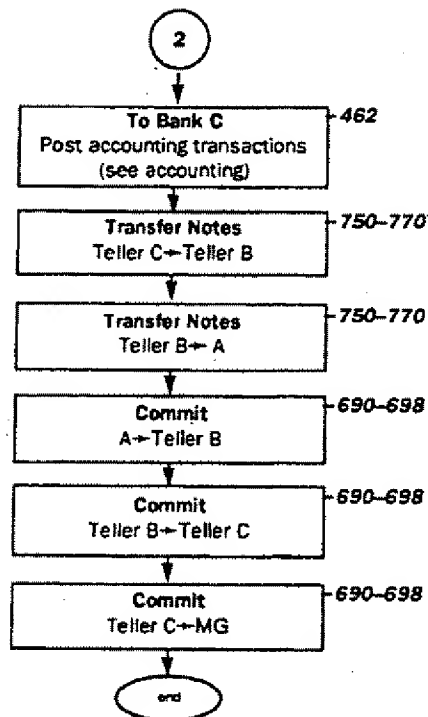 2
To Bank C
462
Post accounting transactions
(see accounting)
Transfer Notes
750-770
Teller C→Teller B
Transfer Notes
750-770
Teller B→A
Commit
690-698
A→Teller B
Commit
690-698
Teller B→Teller C
Commit
690-698
Teller C→MG
end